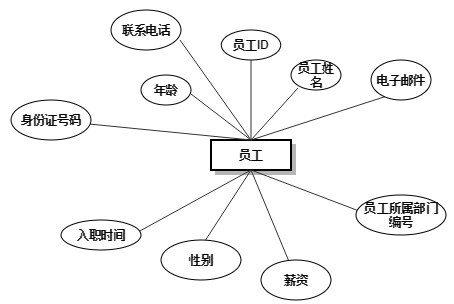 联系电话
员工ID
员工姓
名
电子邮件
年龄
身份证号码
员工
员工所属部门
编号
入职时间
性别
薪资